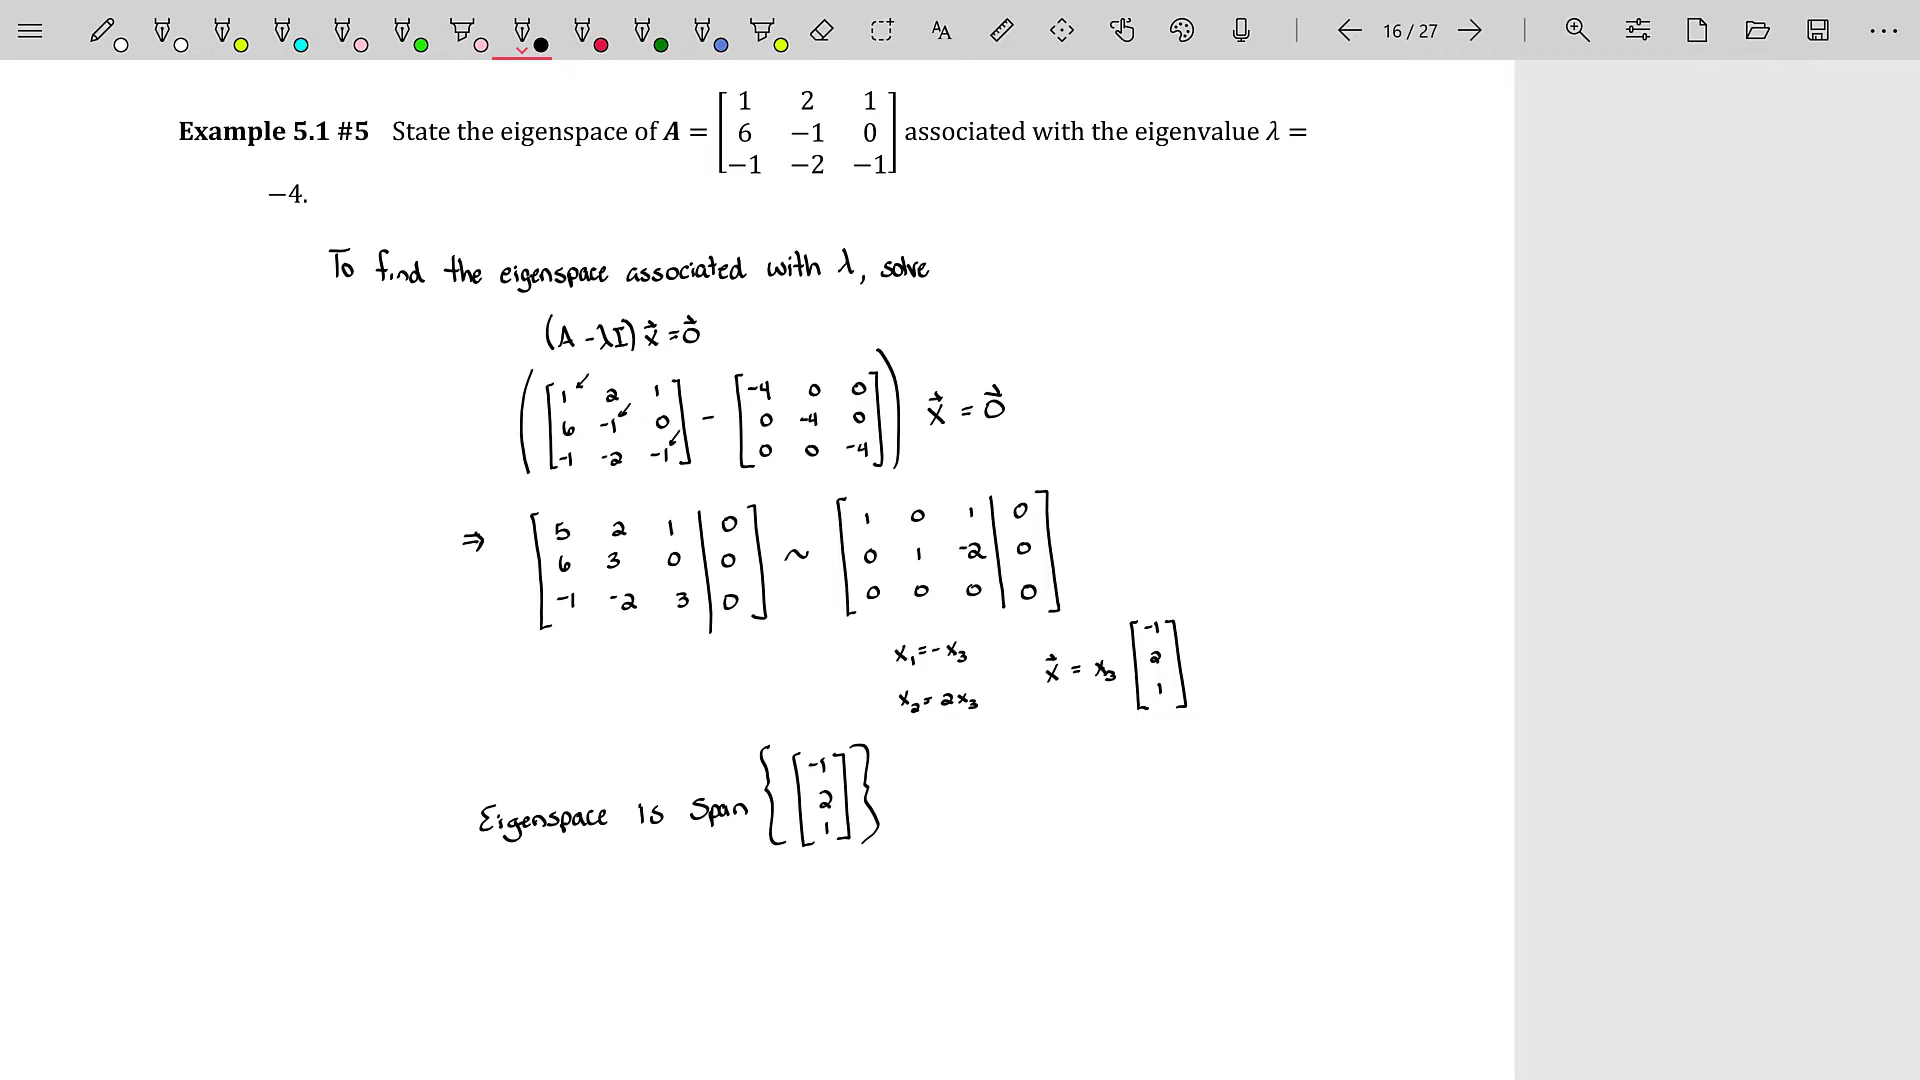 16 / 27
Example 5.1 #5 State the eigenspace of A = [1 2 1; 6 −1 0; −1 −2 −1] associated with the eigenvalue λ =
−4.
To find the eigenspace associated with λ, solve
(A - λI) x⃗ = 0⃗
([1 2 1; 6 -1 0; -1 -2 -1] - [-4 0 0; 0 -4 0; 0 0 -4]) x⃗ = 0⃗
⇒ [5 2 1 | 0; 6 3 0 | 0; -1 -2 3 | 0] ~ [1 0 1 | 0; 0 1 -2 | 0; 0 0 0 | 0]
x₁ = - x₃
x₂ = 2x₃
x⃗ = x₃ [-1; 2; 1]
Eigenspace is Span {[-1; 2; 1]}